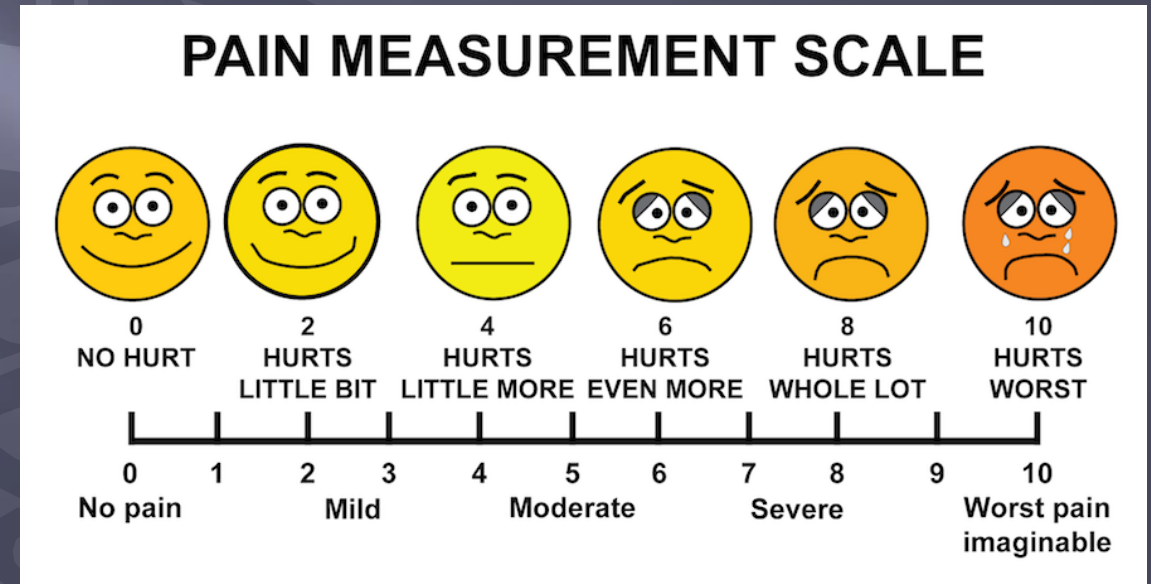 PAIN MEASUREMENT SCALE
0 2 4 6 8 10
NO HURT HURTS HURTS HURTS HURTS HURTS
LITTLE BIT LITTLE MORE EVEN MORE WHOLE LOT WORST
0 1 2 3 4 5 6 7 8 9 10
No pain Mild Moderate Severe Worst pain
imaginable